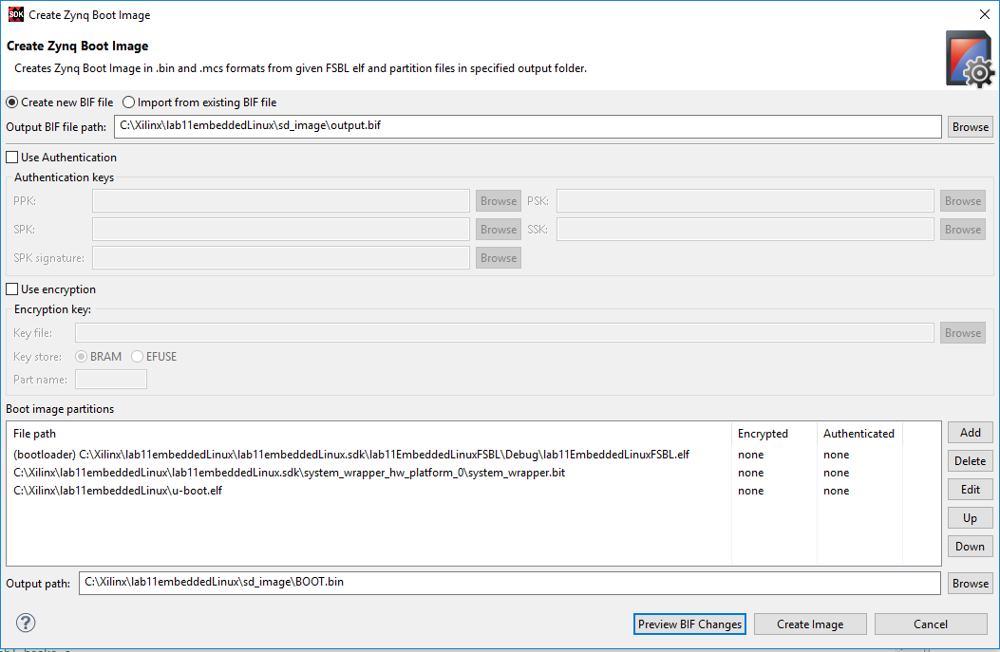 SDK Create Zynq Boot Image
Create Zynq Boot Image
Creates Zynq Boot Image in .bin and .mcs formats from given FSBL elf and partition files in specified output folder.
Create new BIF file Import from existing BIF file
Output BIF file path: C:\Xilinx\lab11embeddedLinux\sd_image\output.bif Browse
Use Authentication
Authentication keys
PPK: Browse PSK: Browse
SPK: Browse SSK: Browse
SPK signature: Browse
Use encryption
Encryption key:
Key file: Browse
Key store: BRAM EFUSE
Part name:
Boot image partitions
File path Encrypted Authenticated Add
(bootloader) C:\Xilinx\lab11embeddedLinux\lab11embeddedLinux.sdk\lab11EmbeddedLinuxFSBL\Debug\lab11EmbeddedLinuxFSBL.elf none none Delete
C:\Xilinx\lab11embeddedLinux\lab11embeddedLinux.sdk\system_wrapper_hw_platform_0\system_wrapper.bit none none
C:\Xilinx\lab11embeddedLinux\u-boot.elf none none Edit
Up
Down
Output path: C:\Xilinx\lab11embeddedLinux\sd_image\BOOT.bin Browse
? Preview BIF Changes Create Image Cancel